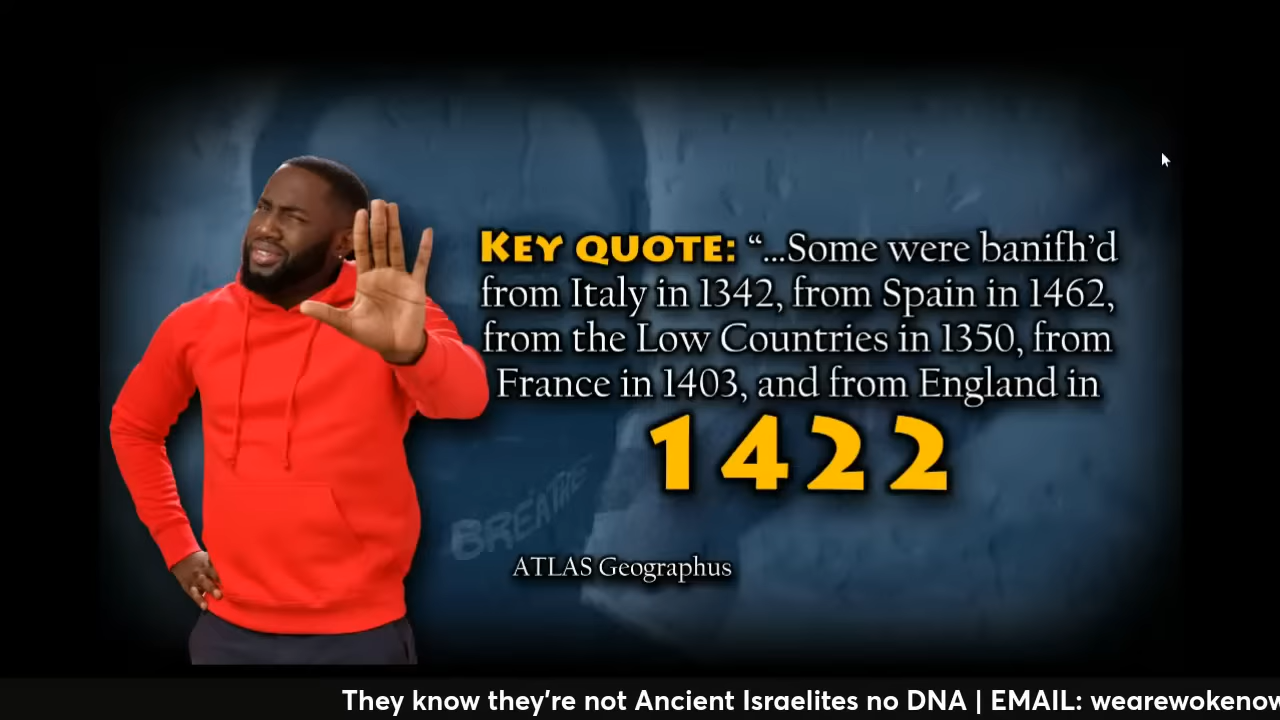 KEY QUOTE: “...Some were banifh’d
from Italy in 1342, from Spain in 1462,
from the Low Countries in 1350, from
France in 1403, and from England in
1422
BREATHE
ATLAS Geographus
They know they’re not Ancient Israelites no DNA | EMAIL: wearewokenow